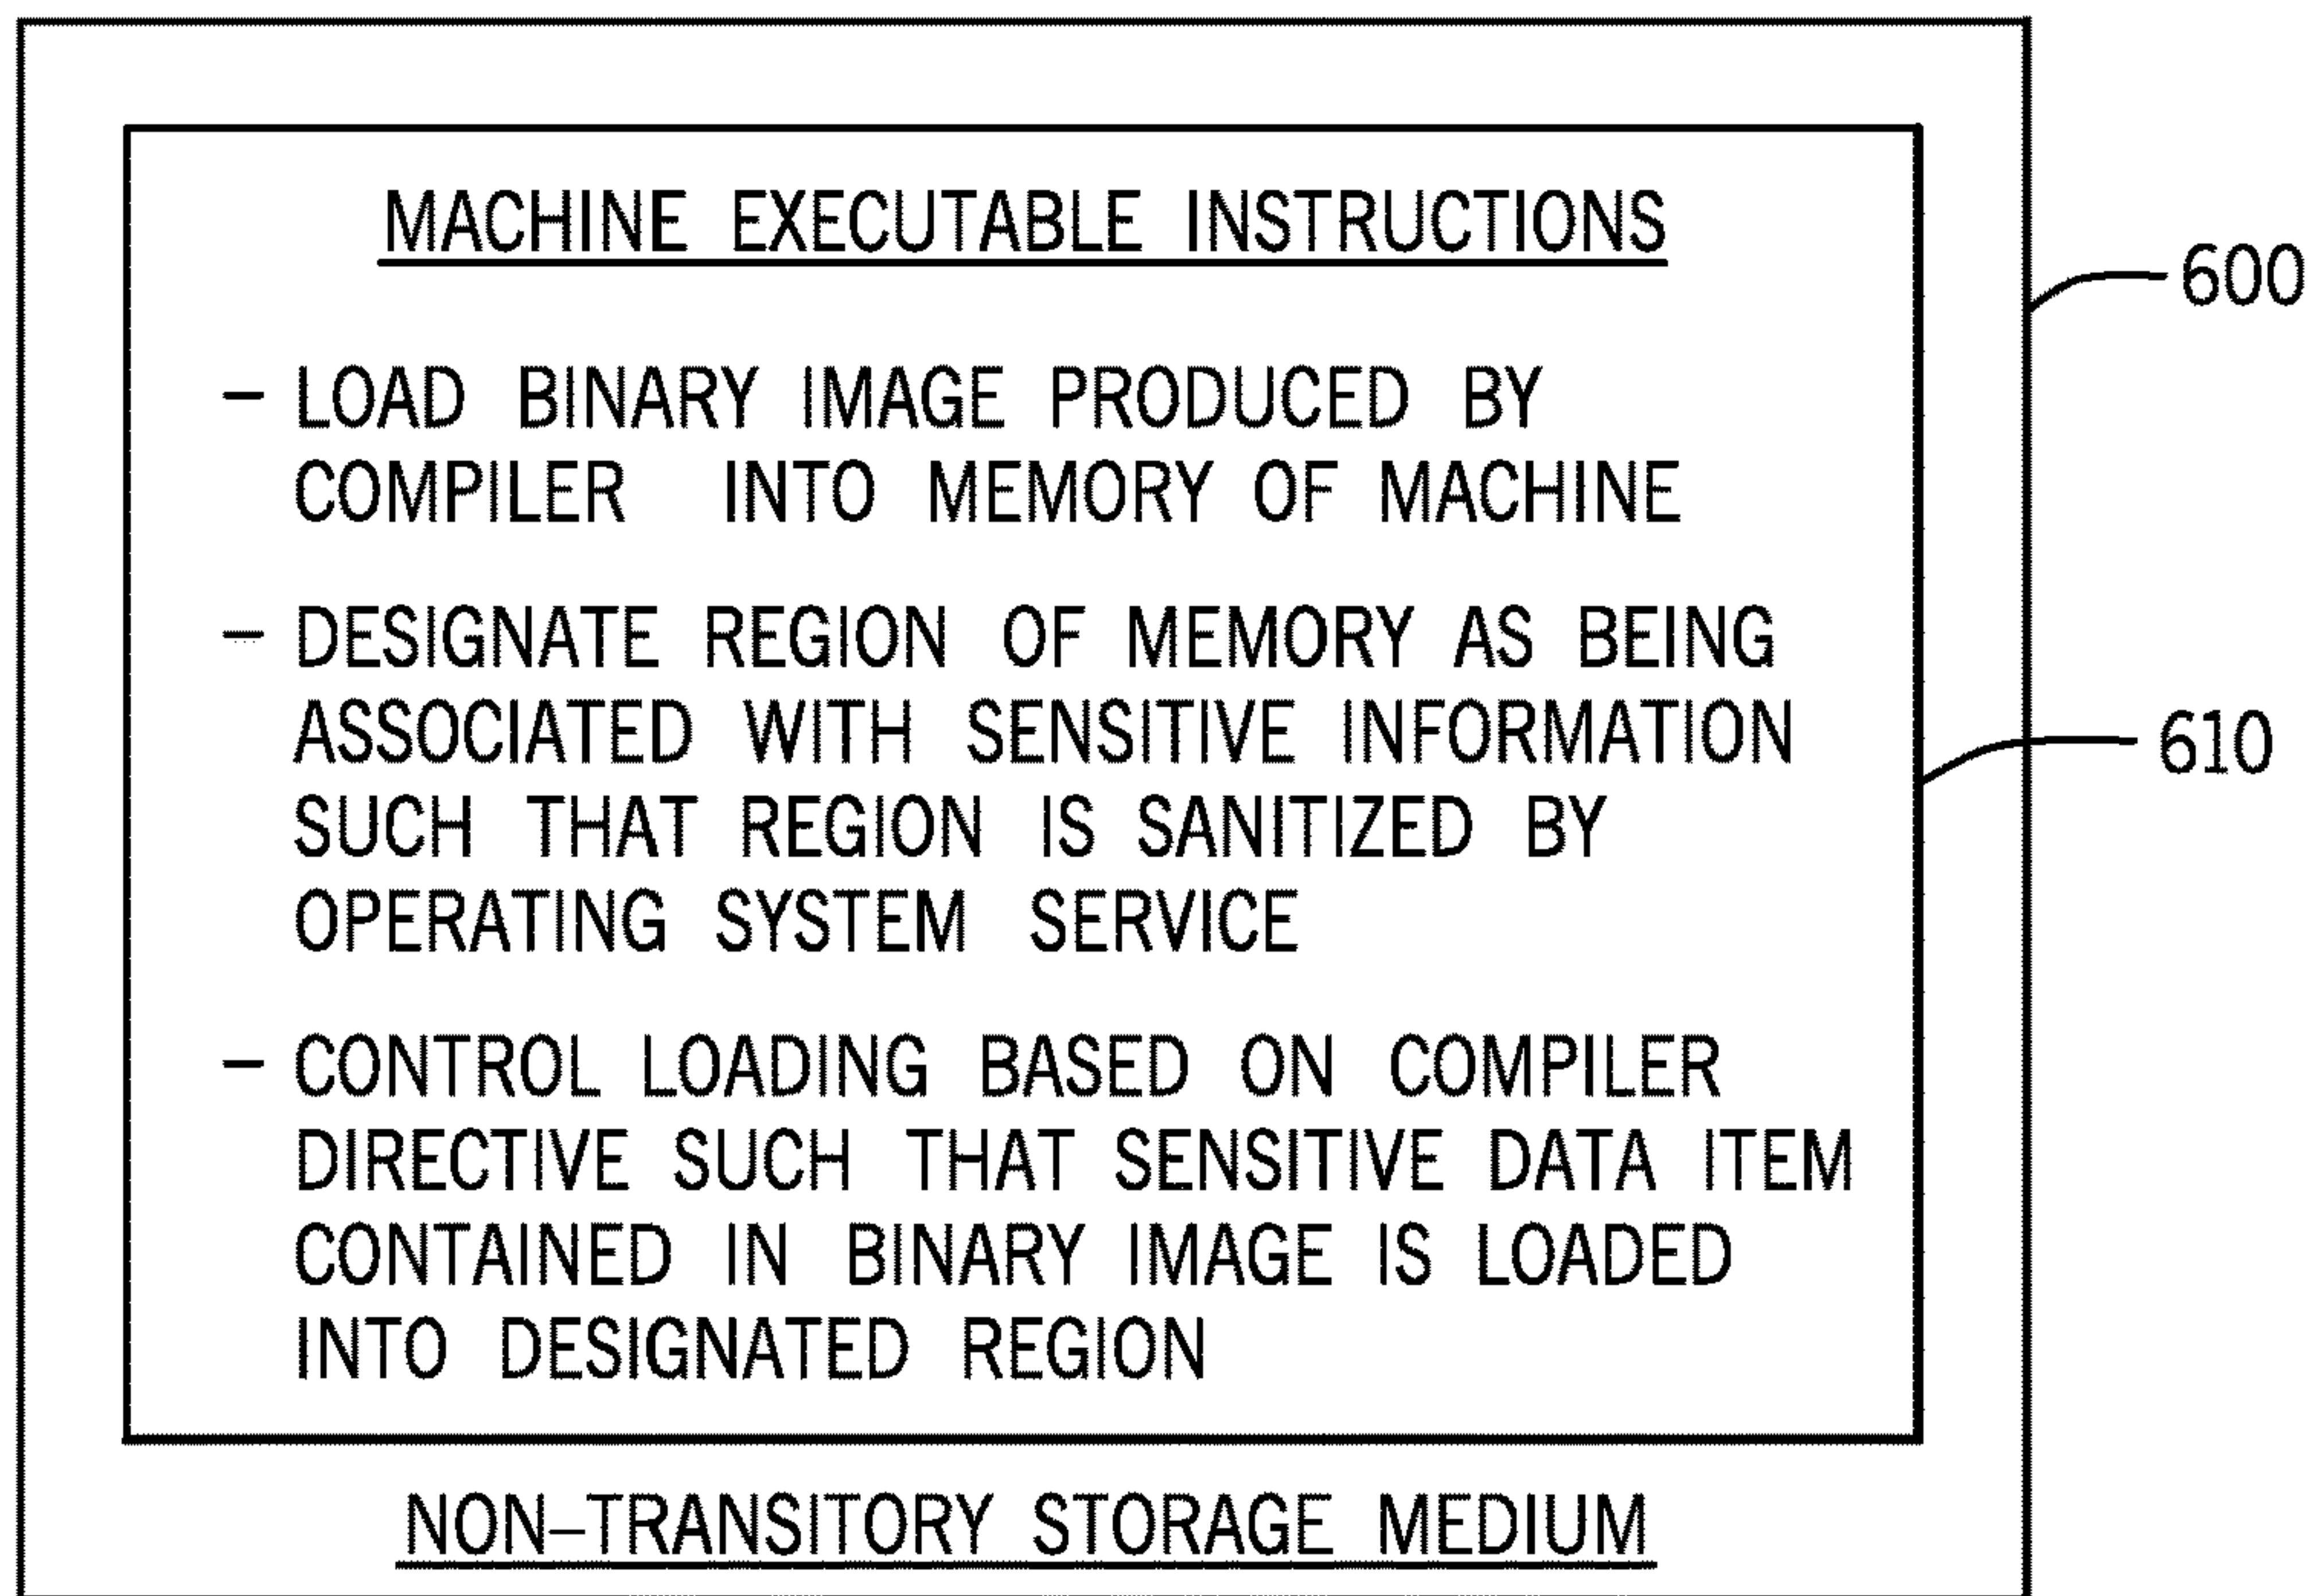 MACHINE EXECUTABLE INSTRUCTIONS
600
– LOAD BINARY IMAGE PRODUCED BY
COMPILER INTO MEMORY OF MACHINE
– DESIGNATE REGION OF MEMORY AS BEING
ASSOCIATED WITH SENSITIVE INFORMATION
610
SUCH THAT REGION IS SANITIZED BY
OPERATING SYSTEM SERVICE
– CONTROL LOADING BASED ON COMPILER
DIRECTIVE SUCH THAT SENSITIVE DATA ITEM
CONTAINED IN BINARY IMAGE IS LOADED
INTO DESIGNATED REGION
NON–TRANSITORY STORAGE MEDIUM